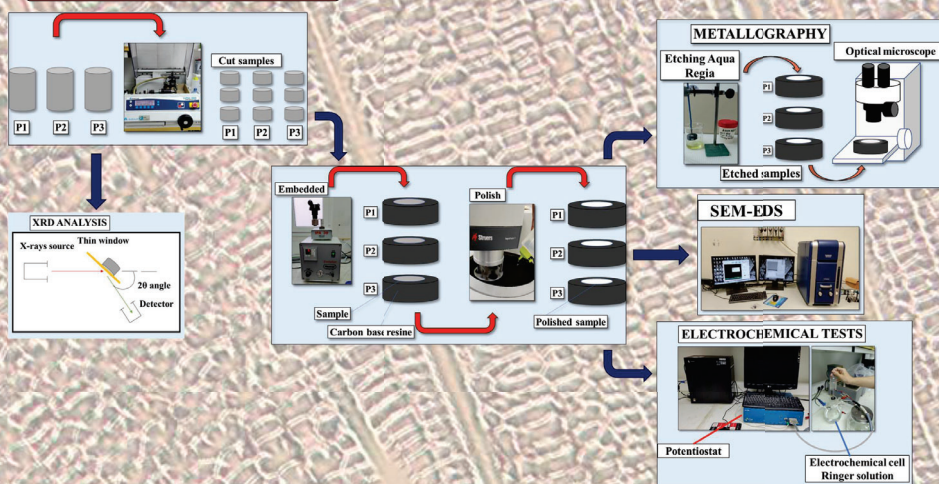 P1
P2
P3
Cut samples
P1
P2
P3
XRD ANALYSIS
X-rays source
Thin window
2θ angle
Detector
Embedded
P1
P2
P3
Sample
Carbon base resine
Polish
Struers
P1
P2
P3
Polished sample
METALLOGRAPHY
Etching Aqua
Regia
P1
P2
P3
Etched samples
Optical microscope
SEM-EDS
ELECTROCHEMICAL TESTS
Potentiostat
Electrochemical cell
Ringer solution